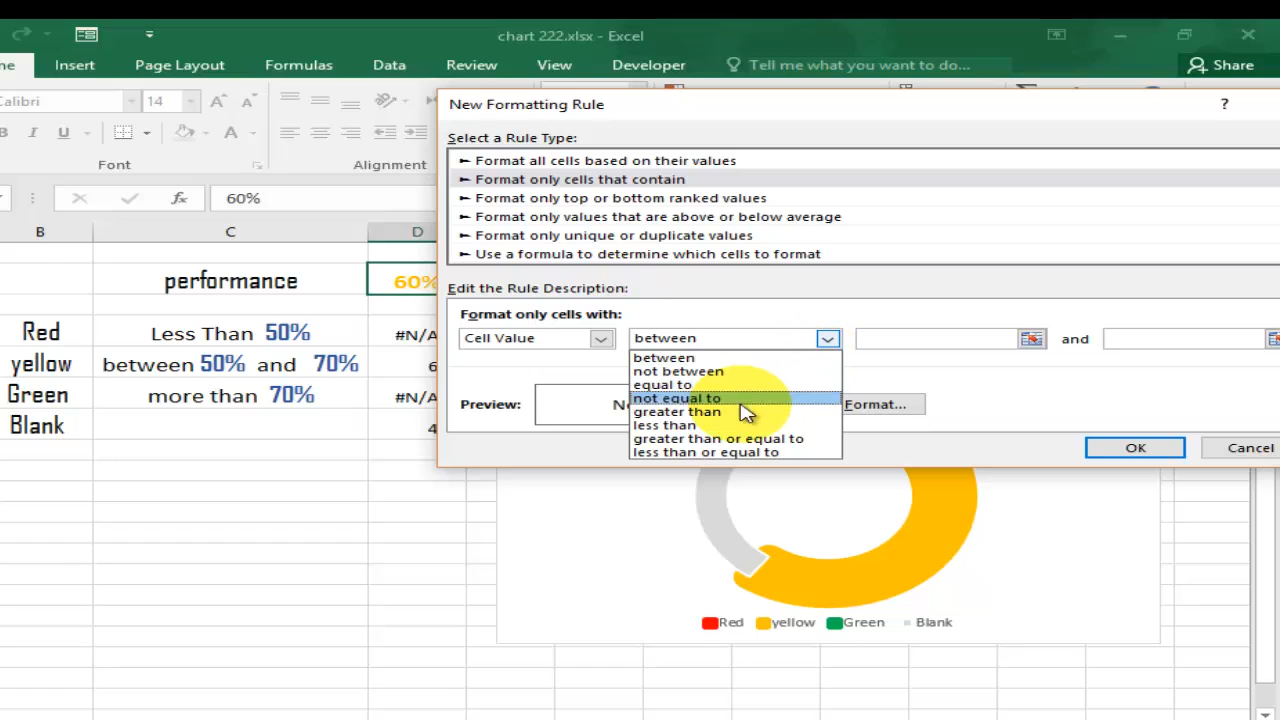 chart 222.xlsx - Excel
Insert
Page Layout
Formulas
Data
Review
View
Developer
Tell me what you want to do...
Share
Calibri
14
B I U
A
Font
Alignment
fx
60%
B
C
D
performance
60%
Red
Less Than 50%
#N/A
yellow
between 50% and 70%
6
Green
more than 70%
#N/A
Blank
4
New Formatting Rule
?
Select a Rule Type:
► Format all cells based on their values
► Format only cells that contain
► Format only top or bottom ranked values
► Format only values that are above or below average
► Format only unique or duplicate values
► Use a formula to determine which cells to format
Edit the Rule Description:
Format only cells with:
Cell Value
between
and
between
not between
equal to
not equal to
greater than
less than
greater than or equal to
less than or equal to
Preview:
Format...
OK
Cancel
Red
yellow
Green
Blank